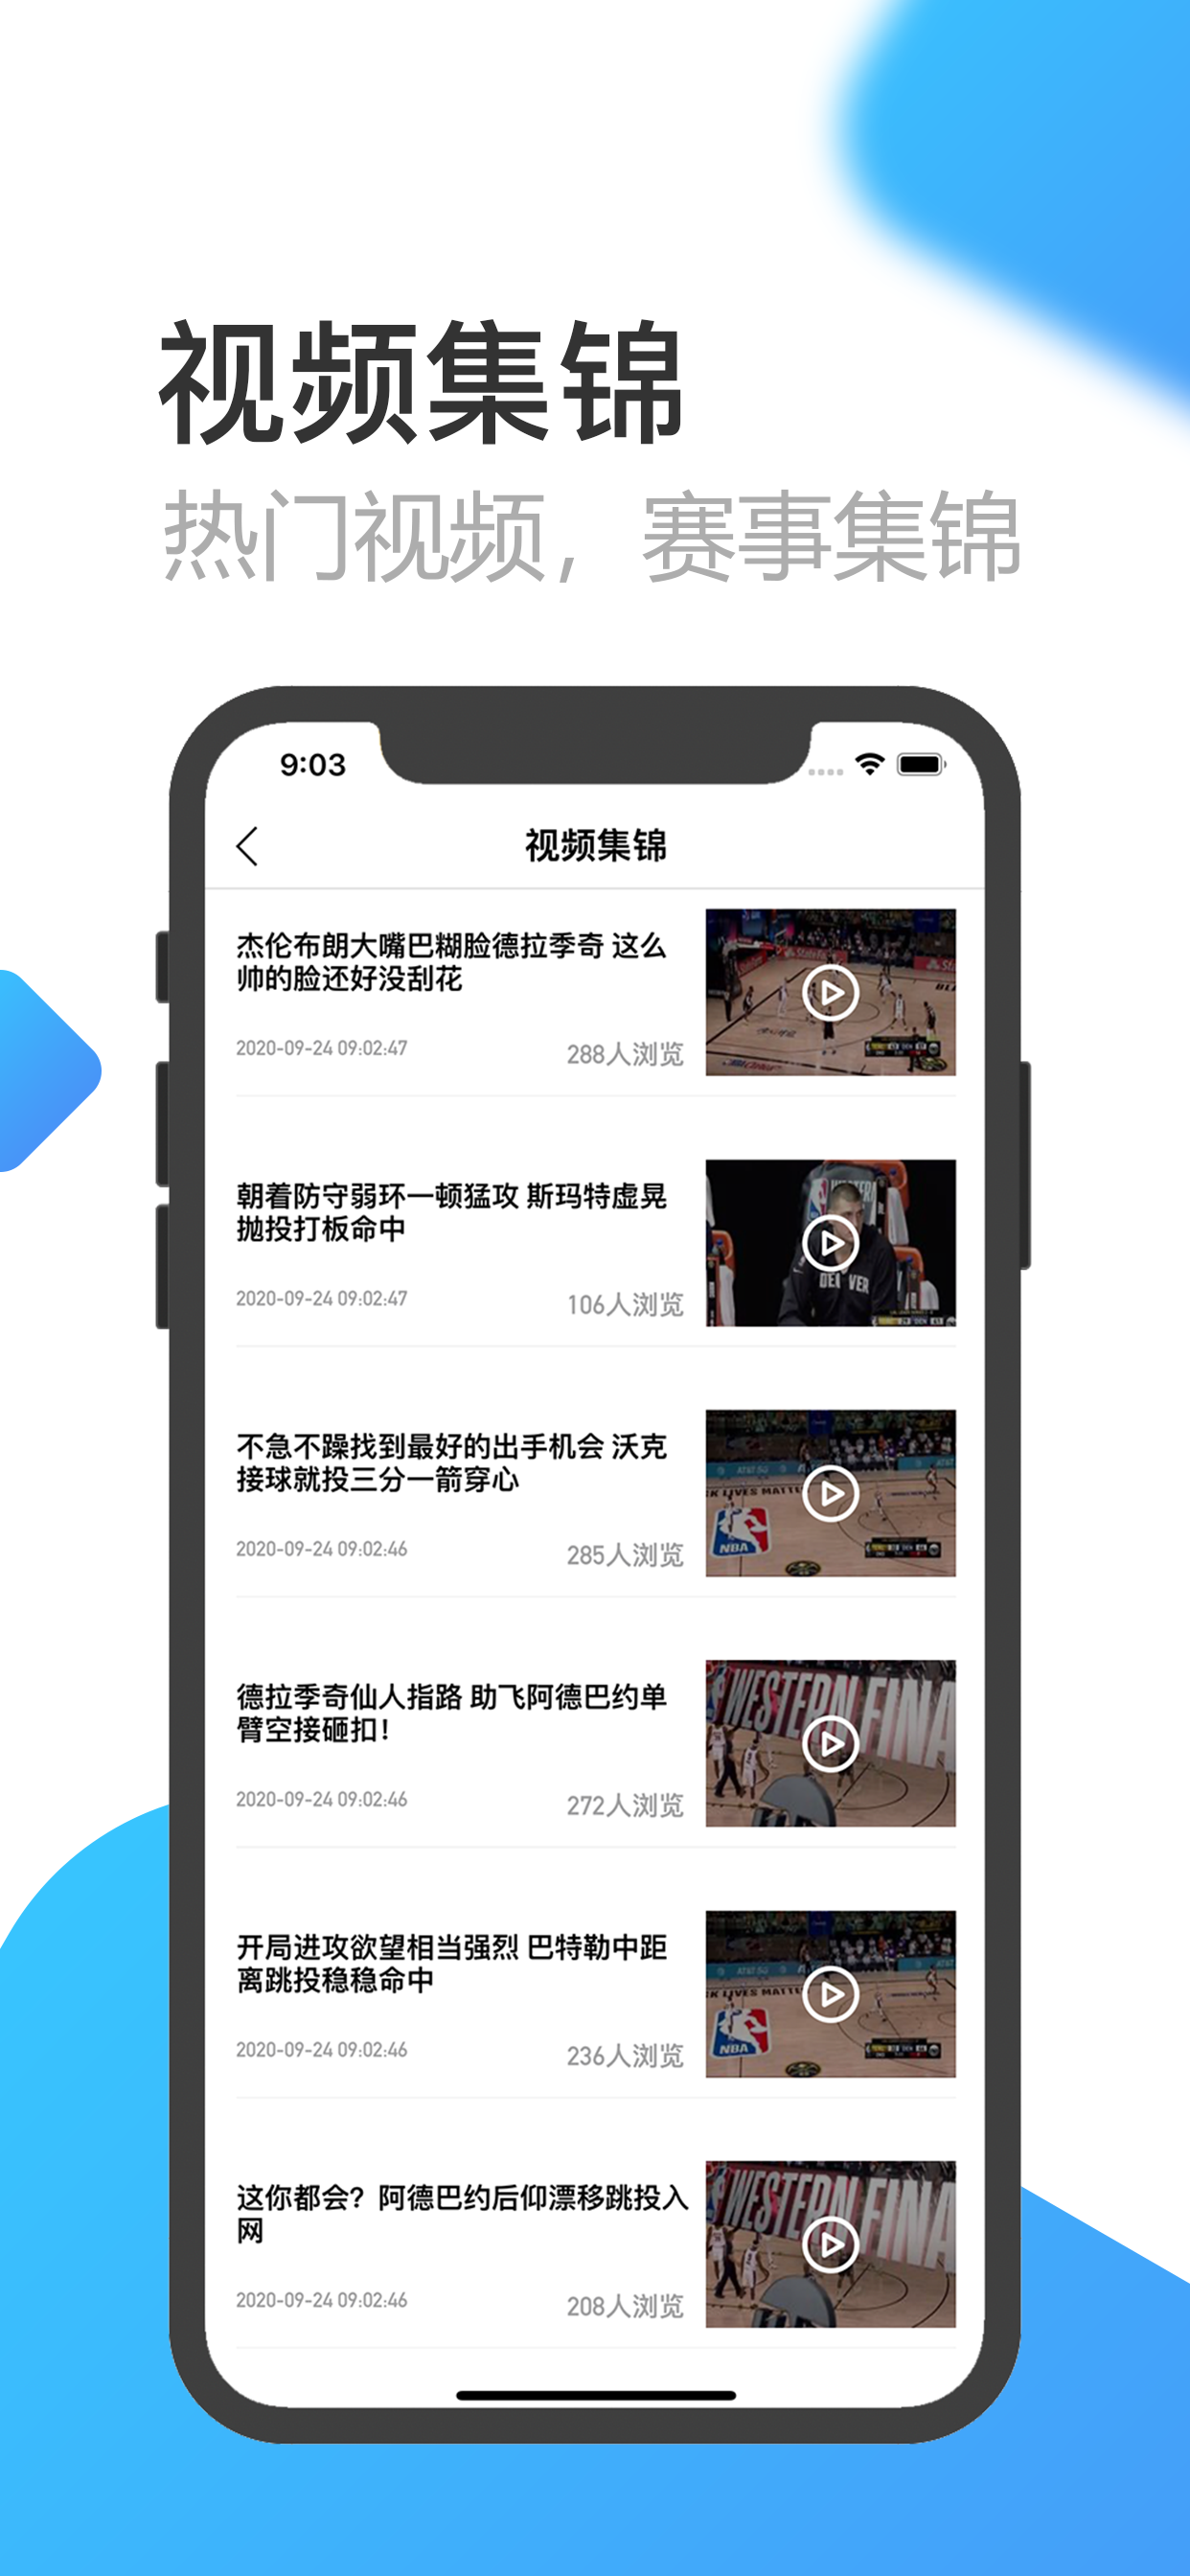 视频集锦
热门视频，赛事集锦
9:03
视频集锦
杰伦布朗大嘴巴糊脸德拉季奇 这么
帅的脸还好没刮花
2020-09-24 09:02:47
288人浏览
朝着防守弱环一顿猛攻 斯玛特虚晃
抛投打板命中
2020-09-24 09:02:47
106人浏览
DENVER
不急不躁找到最好的出手机会 沃克
接球就投三分一箭穿心
2020-09-24 09:02:46
285人浏览
AT&T 5G
NBA
德拉季奇仙人指路 助飞阿德巴约单
臂空接砸扣！
2020-09-24 09:02:46
272人浏览
WESTERN FINA
开局进攻欲望相当强烈 巴特勒中距
离跳投稳稳命中
2020-09-24 09:02:46
236人浏览
AT&T 5G
NBA
这你都会？阿德巴约后仰漂移跳投入
网
2020-09-24 09:02:46
208人浏览
WESTERN FINA